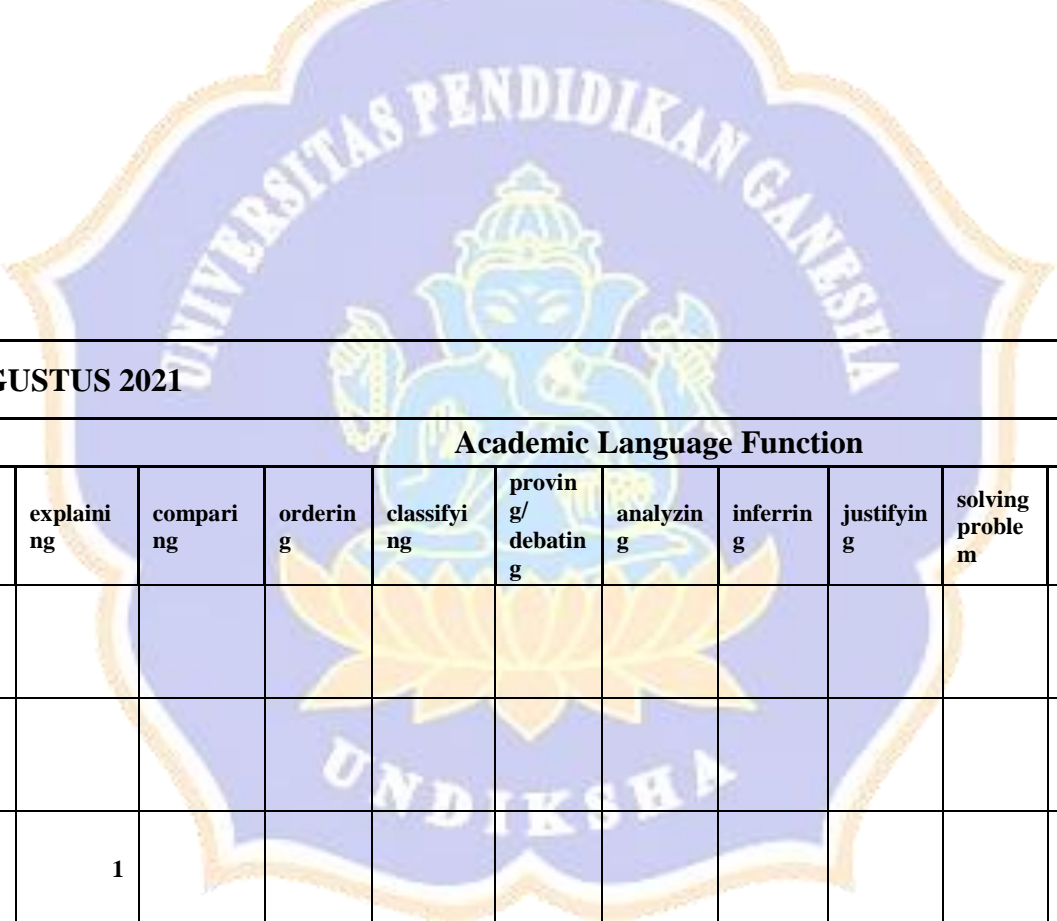 UNIVERSITAS PENDIDIKAN GANESHA
GUSTUS 2021
Academic Language Function
explaini
ng
compari
ng
orderin
g
classifyi
ng
provin
g/
debatin
g
analyzin
g
inferrin
g
justifyin
g
solving
proble
m
1
UNDIKSHA